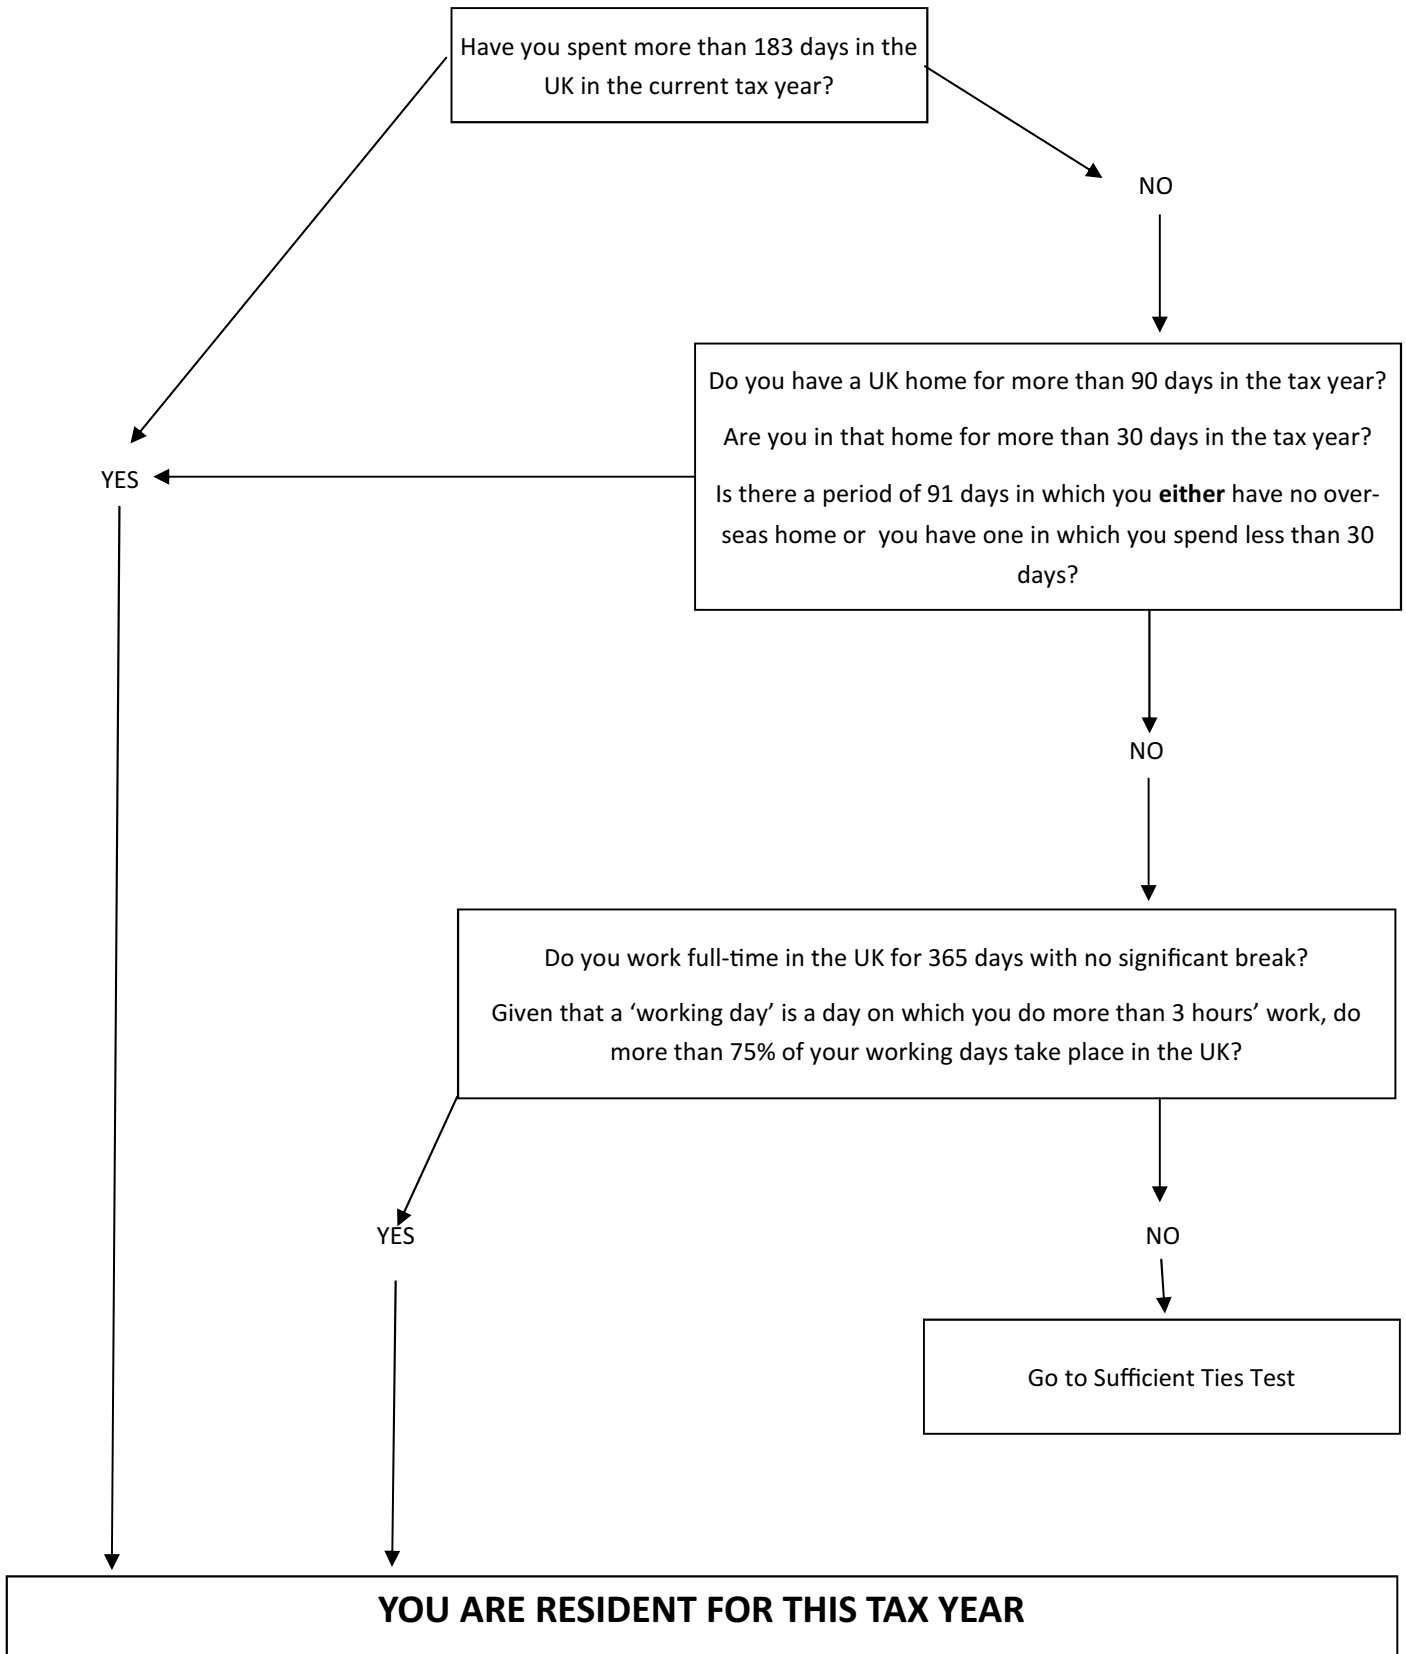 Have you spent more than 183 days in the
UK in the current tax year?
NO
Do you have a UK home for more than 90 days in the tax year?
Are you in that home for more than 30 days in the tax year?
YES
Is there a period of 91 days in which you either have no over-
seas home or  you have one in which you spend less than 30
days?
NO
Do you work full-time in the UK for 365 days with no significant break?
Given that a ‘working day’ is a day on which you do more than 3 hours’ work, do
more than 75% of your working days take place in the UK?
YES
NO
Go to Sufficient Ties Test
YOU ARE RESIDENT FOR THIS TAX YEAR